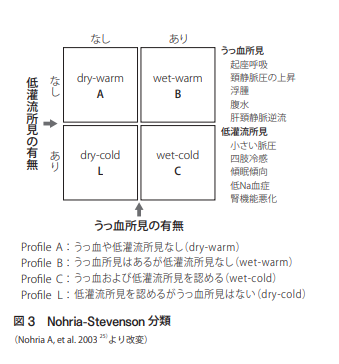 なし あり
低灌流所見の有無
なし
あり
dry-warm
A
wet-warm
B
dry-cold
L
wet-cold
C
うっ血所見の有無
うっ血所見
起座呼吸
頚静脈圧の上昇
浮腫
腹水
肝頚静脈逆流
低灌流所見
小さい脈圧
四肢冷感
傾眠傾向
低Na血症
腎機能悪化
Profile A：うっ血や低灌流所見なし（dry-warm）
Profile B：うっ血所見はあるが低灌流所見なし（wet-warm）
Profile C：うっ血および低灌流所見を認める（wet-cold）
Profile L：低灌流所見を認めるがうっ血所見はない（dry-cold）
図3 Nohria-Stevenson 分類
（Nohria A, et al. 2003 25）より改変）